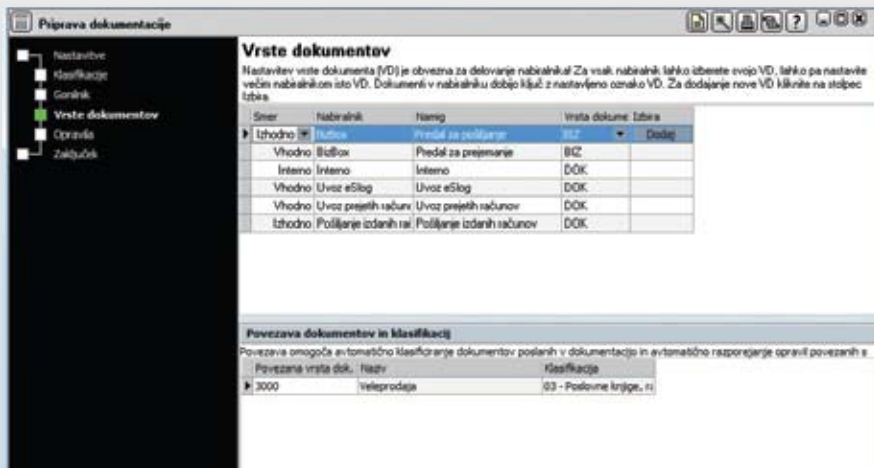 Priprava dokumentacije
Nastavitve
Klasifikacije
Gonilnik
Vrste dokumentov
Opravila
Zaključek
Vrste dokumentov
Nastavitev vrste dokumenta (VD) je obvezna za delovanje nabiralnika! Za vsak nabiralnik lahko izberete svojo VD, lahko pa nastavite
večim nabiralnikom isto VD. Dokumenti v nabiralniku dobijo ključ z nastavljeno oznako VD. Za dodajanje nove VD kliknite na stolpec
Izbira.
Smer Nabiralnik Namig Vrsta dokume Izbira
Izhodno BizBox Predal za pošiljanje BIZ Dodaj
Vhodno BizBox Predal za prejemanje BIZ
Interno Interno Interno DOK
Vhodno Uvoz eSlog Uvoz eSlog DOK
Vhodno Uvoz prejetih računov Uvoz prejetih računov DOK
Izhodno Pošiljanje izdanih rač Pošiljanje izdanih računov DOK
Povezava dokumentov in klasifikacij
Povezava omogoča avtomatično klasificiranje dokumentov poslanih v dokumentacijo in avtomatično razporejanje opravil povezanih s
Povezana vrsta dok. Naziv Klasifikacija
3000 Veleprodaja 03 - Poslovne knjige, ra